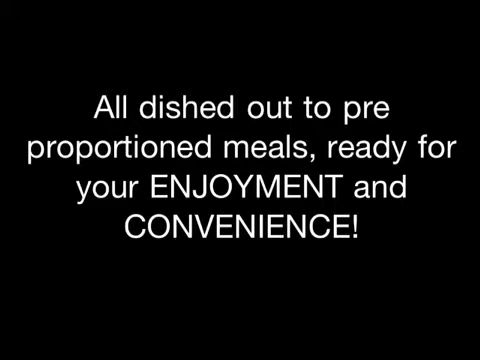 All dished out to pre
proportioned meals, ready for
your ENJOYMENT and
CONVENIENCE!